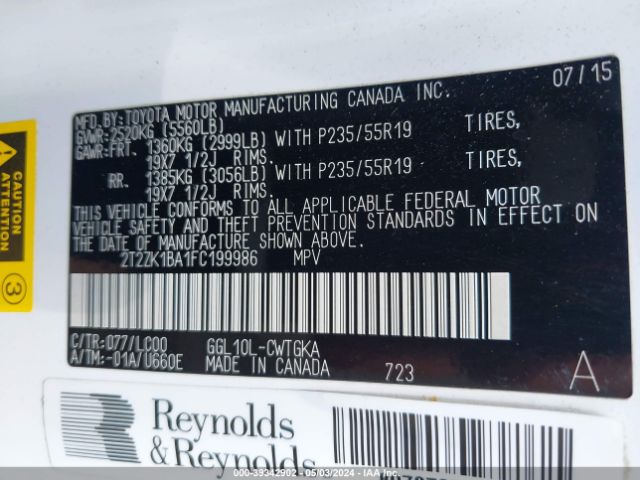 07/15
MFD. BY: TOYOTA MOTOR MANUFACTURING CANADA INC.
GVWR: 2520KG (5560LB)
GAWR: FRT. 1360KG (2999LB) WITH P235/55R19 TIRES,
19X7 1/2J RIMS.
RR. 1385KG (3056LB) WITH P235/55R19 TIRES,
19X7 1/2J RIMS.
THIS VEHICLE CONFORMS TO ALL APPLICABLE FEDERAL MOTOR
VEHICLE SAFETY AND THEFT PREVENTION STANDARDS IN EFFECT ON
THE DATE OF MANUFACTURE SHOWN ABOVE.
2T2ZK1BA1FC199986 MPV
C/TR: 077/LC00 GGL10L-CWTGKA
A/TM: -01A/U660E MADE IN CANADA 723 A
3
Reynolds
& Reynolds
000-39342902 - 05/03/2024 - IAA Inc.